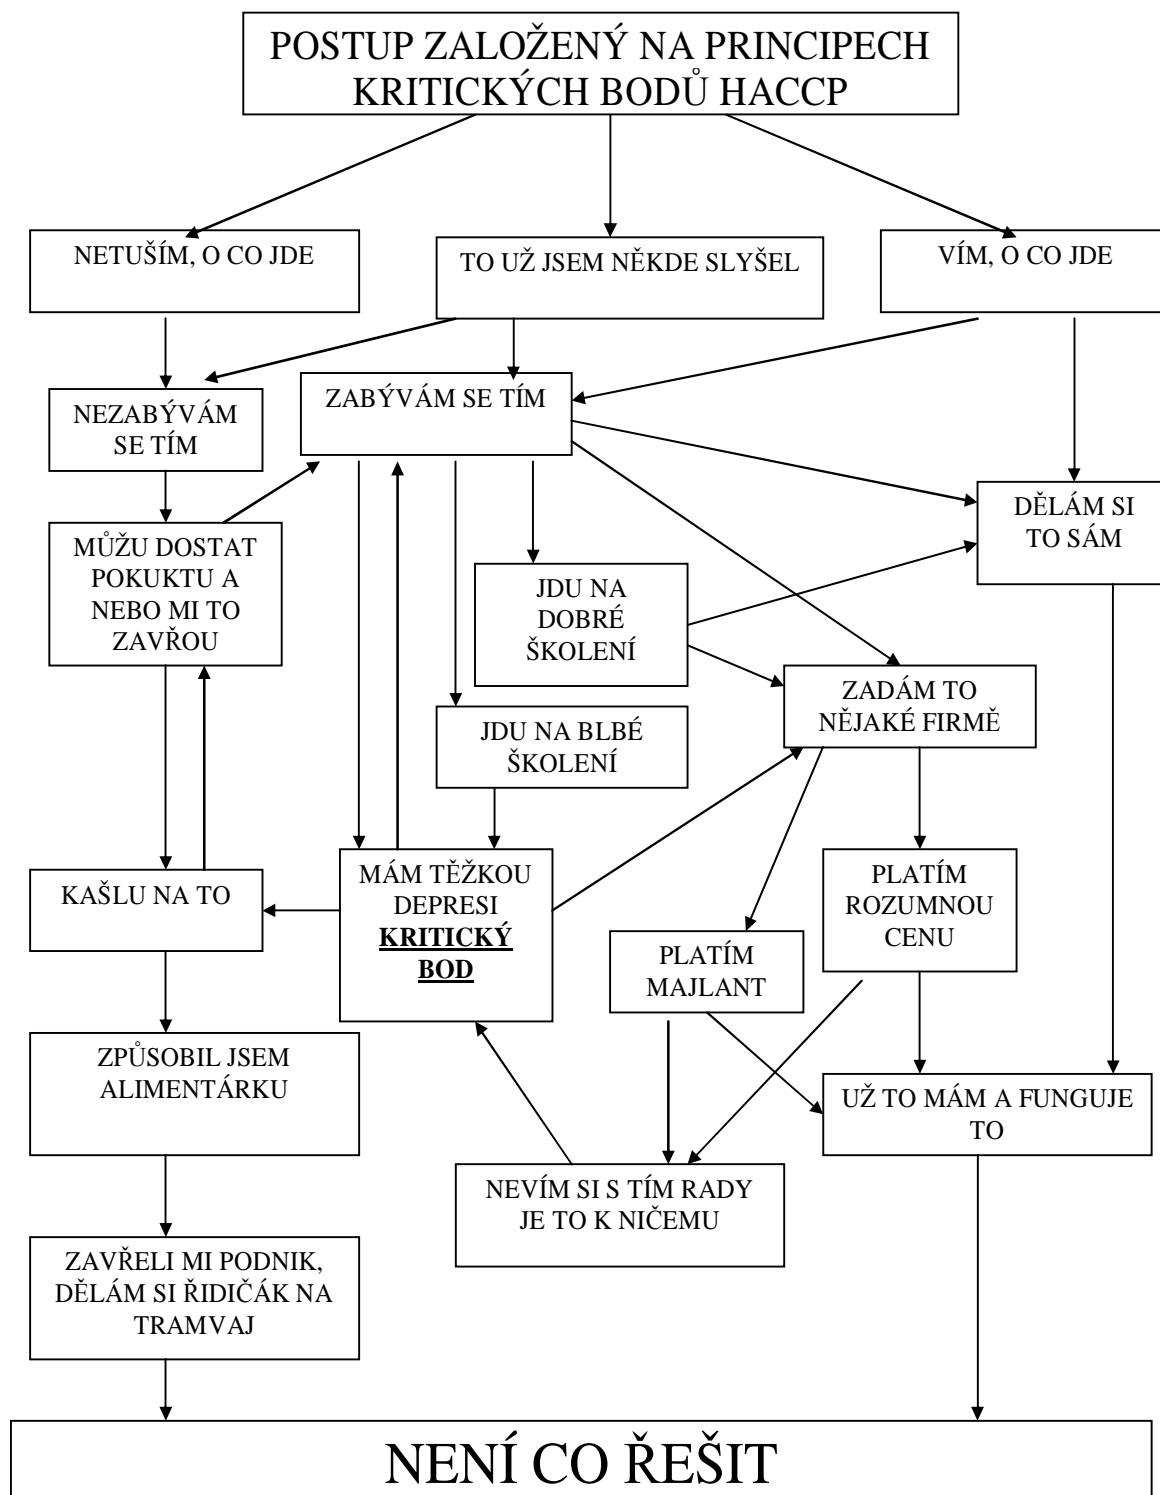 POSTUP ZALOŽENÝ NA PRINCIPECH
KRITICKÝCH BODŮ HACCP
NETUŠÍM, O CO JDE
TO UŽ JSEM NĚKDE SLYŠEL
VÍM, O CO JDE
NEZABÝVÁM
SE TÍM
ZABÝVÁM SE TÍM
DĚLÁM SI
TO SÁM
MŮŽU DOSTAT
POKUKTU A
NEBO MI TO
ZAVŘOU
JDU NA
DOBRÉ
ŠKOLENÍ
ZADÁM TO
NĚJAKÉ FIRMĚ
JDU NA BLBÉ
ŠKOLENÍ
KAŠLU NA TO
MÁM TĚŽKOU
DEPRESI
KRITICKÝ
BOD
PLATÍM
ROZUMNOU
CENU
PLATÍM
MAJLANT
ZPŮSOBIL JSEM
ALIMENTÁRKU
UŽ TO MÁM A FUNGUJE
TO
NEVÍM SI S TÍM RADY
JE TO K NIČEMU
ZAVŘELI MI PODNIK,
DĚLÁM SI ŘIDIČÁK NA
TRAMVAJ
NENÍ CO ŘEŠIT